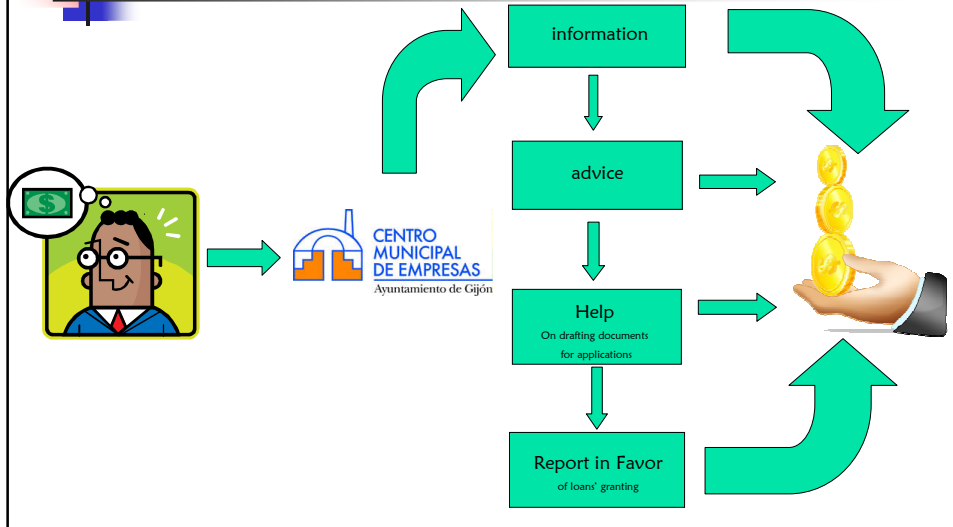 information
advice
CENTRO
MUNICIPAL
DE EMPRESAS
Ayuntamiento de Gijón
Help
On drafting documents
for applications
Report in Favor
of loans' granting